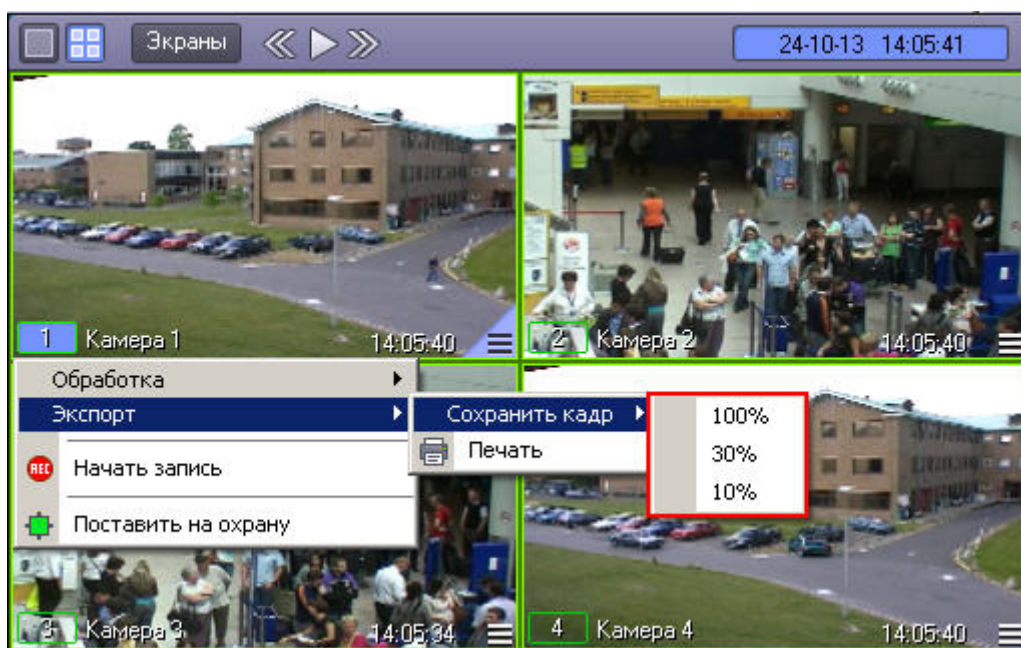 Экраны
24-10-13 14:05:41
1 Камера 1 14:05:40
2 Камера 2 14:05:40
Обработка
Экспорт
Сохранить кадр
100%
Печать
30%
REC Начать запись
10%
Поставить на охрану
3 Камера 3 14:05:34
4 Камера 4 14:05:40